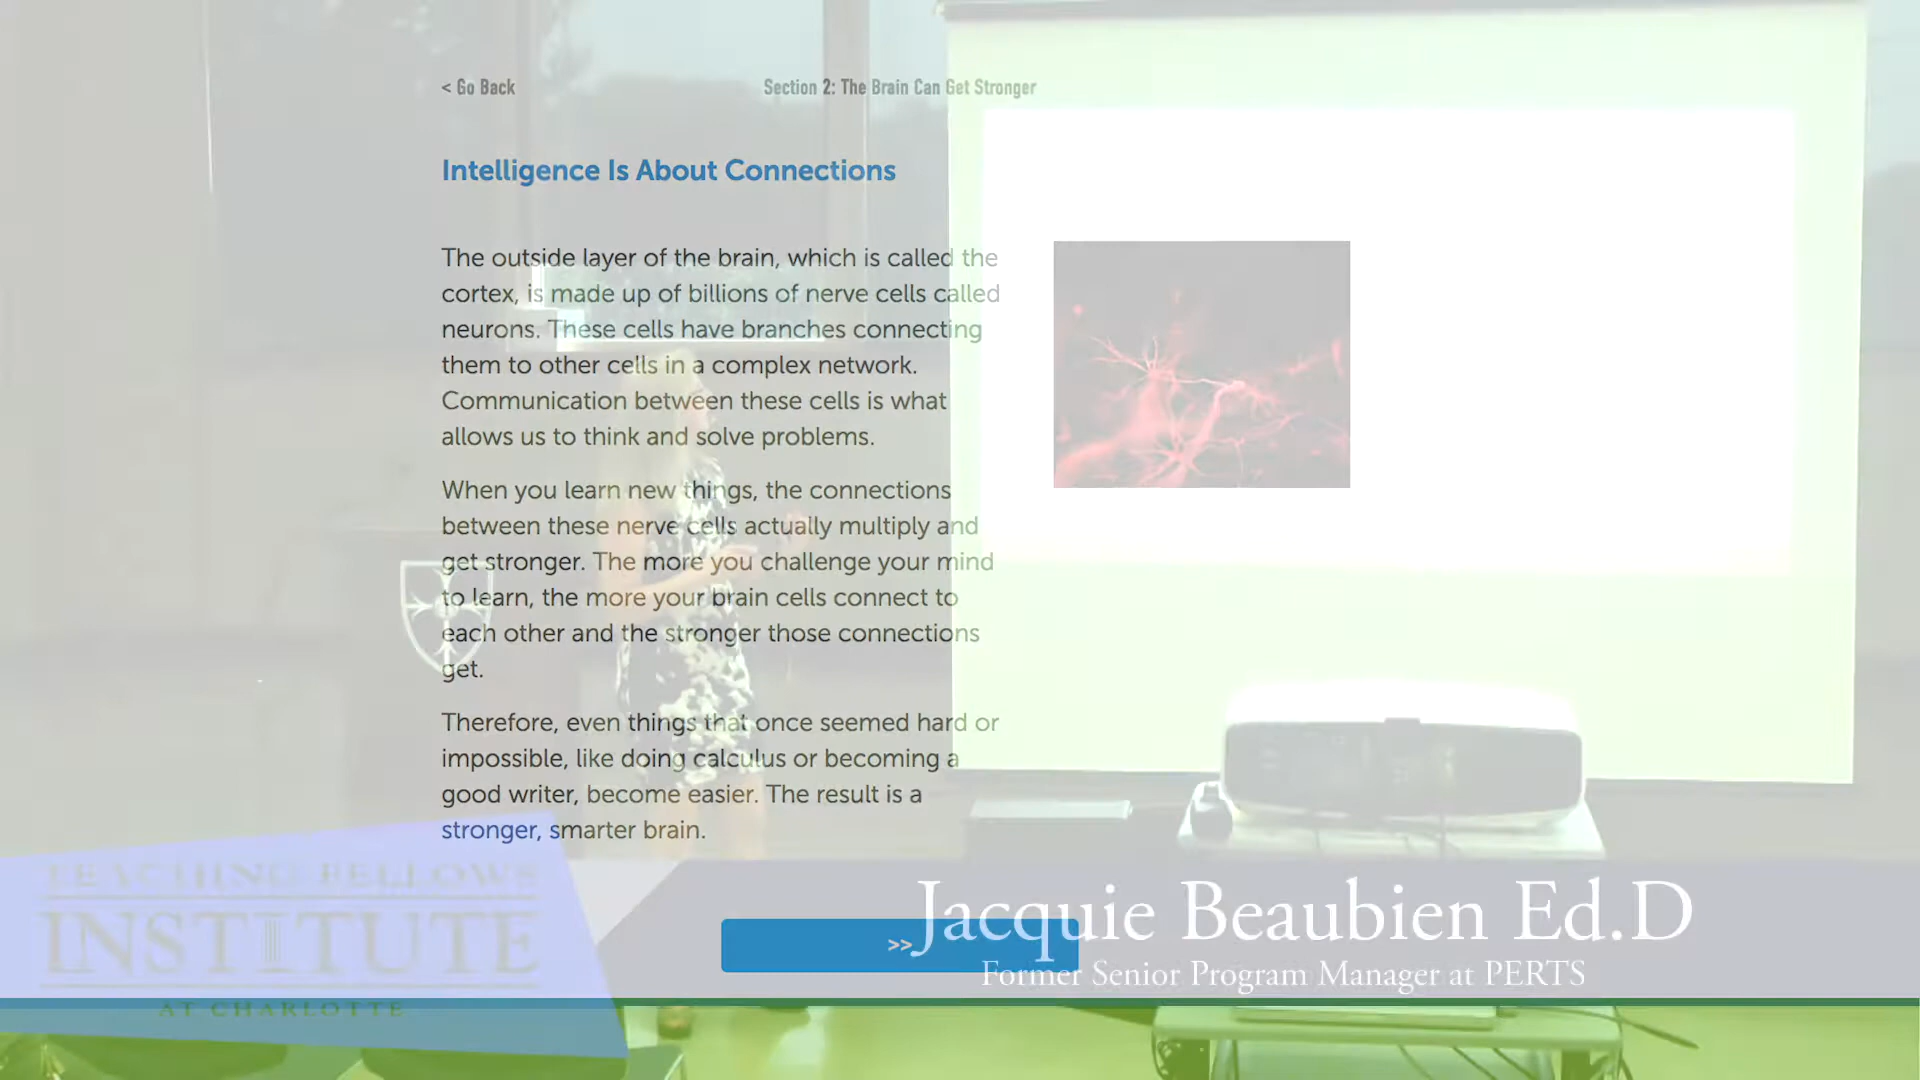 < Go Back
Section 2: The Brain Can Get Stronger
Intelligence Is About Connections
The outside layer of the brain, which is called the
cortex, is made up of billions of nerve cells called
neurons. These cells have branches connecting
them to other cells in a complex network.
Communication between these cells is what
allows us to think and solve problems.
When you learn new things, the connections
between these nerve cells actually multiply and
get stronger. The more you challenge your mind
to learn, the more your brain cells connect to
each other and the stronger those connections
get.
Therefore, even things that once seemed hard or
impossible, like doing calculus or becoming a
good writer, become easier. The result is a
stronger, smarter brain.
>>
TEACHING FELLOWS
INSTITUTE
AT CHARLOTTE
Jacquie Beaubien Ed.D
Former Senior Program Manager at PERTS